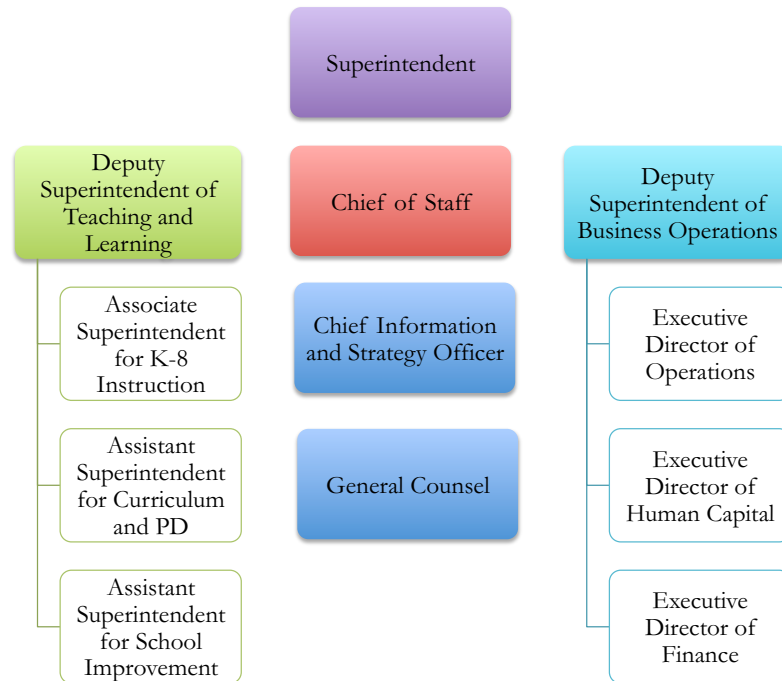 Superintendent
Deputy
Superintendent of
Teaching and
Learning
Chief of Staff
Deputy
Superintendent of
Business Operations
Associate
Superintendent
for K-8
Instruction
Chief Information
and Strategy Officer
Executive
Director of
Operations
Assistant
Superintendent
for Curriculum
and PD
General Counsel
Executive
Director of
Human Capital
Assistant
Superintendent
for School
Improvement
Executive
Director of
Finance